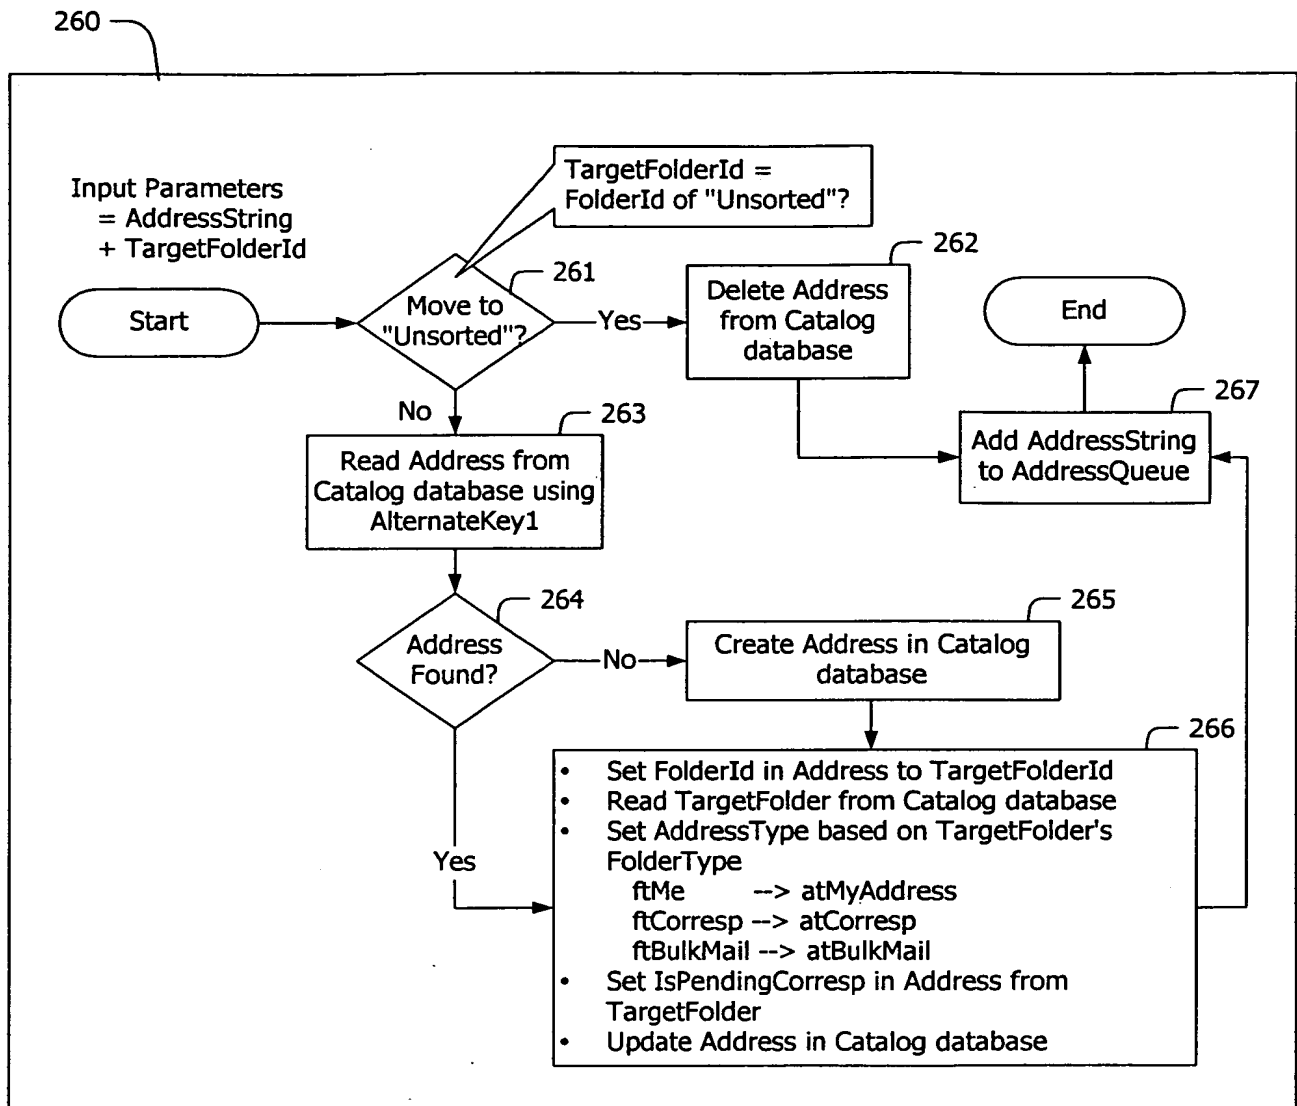 260
TargetFolderId =
FolderId of "Unsorted"?
Input Parameters
= AddressString
+ TargetFolderId
Start
Move to
"Unsorted"?
261
Yes
Delete Address
from Catalog
database
262
End
No
263
Read Address from
Catalog database using
AlternateKey1
267
Add AddressString
to AddressQueue
264
Address
Found?
No
265
Create Address in Catalog
database
Yes
266
• Set FolderId in Address to TargetFolderId
• Read TargetFolder from Catalog database
• Set AddressType based on TargetFolder's
FolderType
ftMe --> atMyAddress
ftCorresp --> atCorresp
ftBulkMail --> atBulkMail
• Set IsPendingCorresp in Address from
TargetFolder
• Update Address in Catalog database